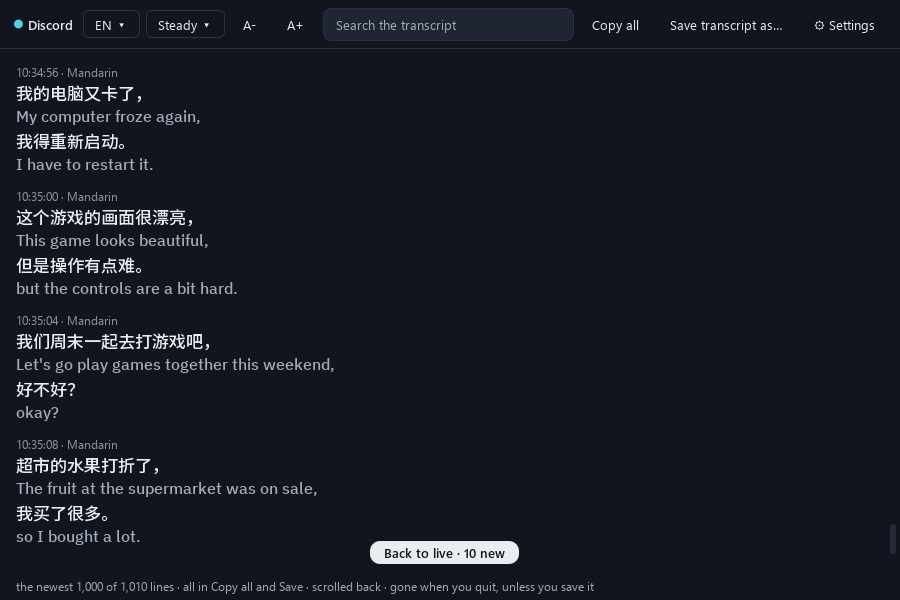 Discord EN ▾ Steady ▾ A- A+ Search the transcript Copy all Save transcript as... ⚙ Settings
10:34:56 · Mandarin
我的电脑又卡了，
My computer froze again,
我得重新启动。
I have to restart it.
10:35:00 · Mandarin
这个游戏的画面很漂亮，
This game looks beautiful,
但是操作有点难。
but the controls are a bit hard.
10:35:04 · Mandarin
我们周末一起去打游戏吧，
Let's go play games together this weekend,
好不好？
okay?
10:35:08 · Mandarin
超市的水果打折了，
The fruit at the supermarket was on sale,
我买了很多。
so I bought a lot.
Back to live · 10 new
the newest 1,000 of 1,010 lines · all in Copy all and Save · scrolled back · gone when you quit, unless you save it